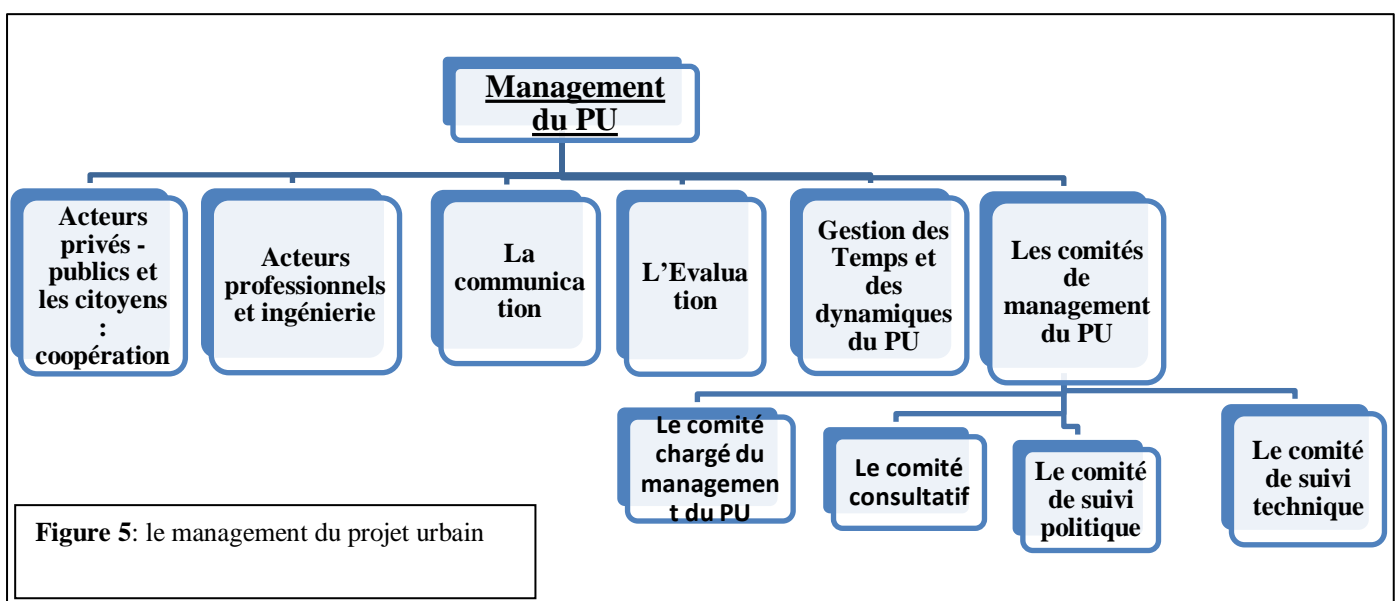 Management
du PU
Acteurs
privés -
publics et
les citoyens
:
coopération
Acteurs
professionnels
et ingénierie
La
communica
tion
L’Evalua
tion
Gestion des
Temps et
des
dynamiques
du PU
Les comités
de
management
du PU
Le comité
chargé du
managemen
t du PU
Le comité
consultatif
Le comité
de suivi
politique
Le comité
de suivi
technique
Figure 5: le management du projet urbain